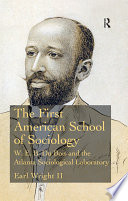 The First
American School of Sociology
W. E. B. Du Bois and the
Atlanta Sociological Laboratory
Earl Wright II